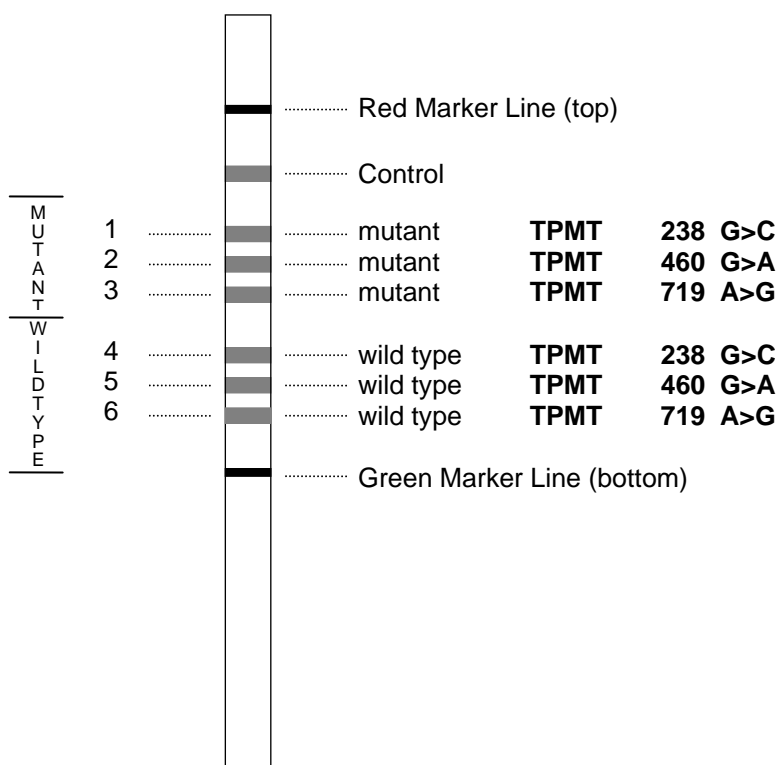 Red Marker Line (top)
Control
MUTANT
1 mutant TPMT 238 G>C
2 mutant TPMT 460 G>A
3 mutant TPMT 719 A>G
WILDTYPE
4 wild type TPMT 238 G>C
5 wild type TPMT 460 G>A
6 wild type TPMT 719 A>G
Green Marker Line (bottom)